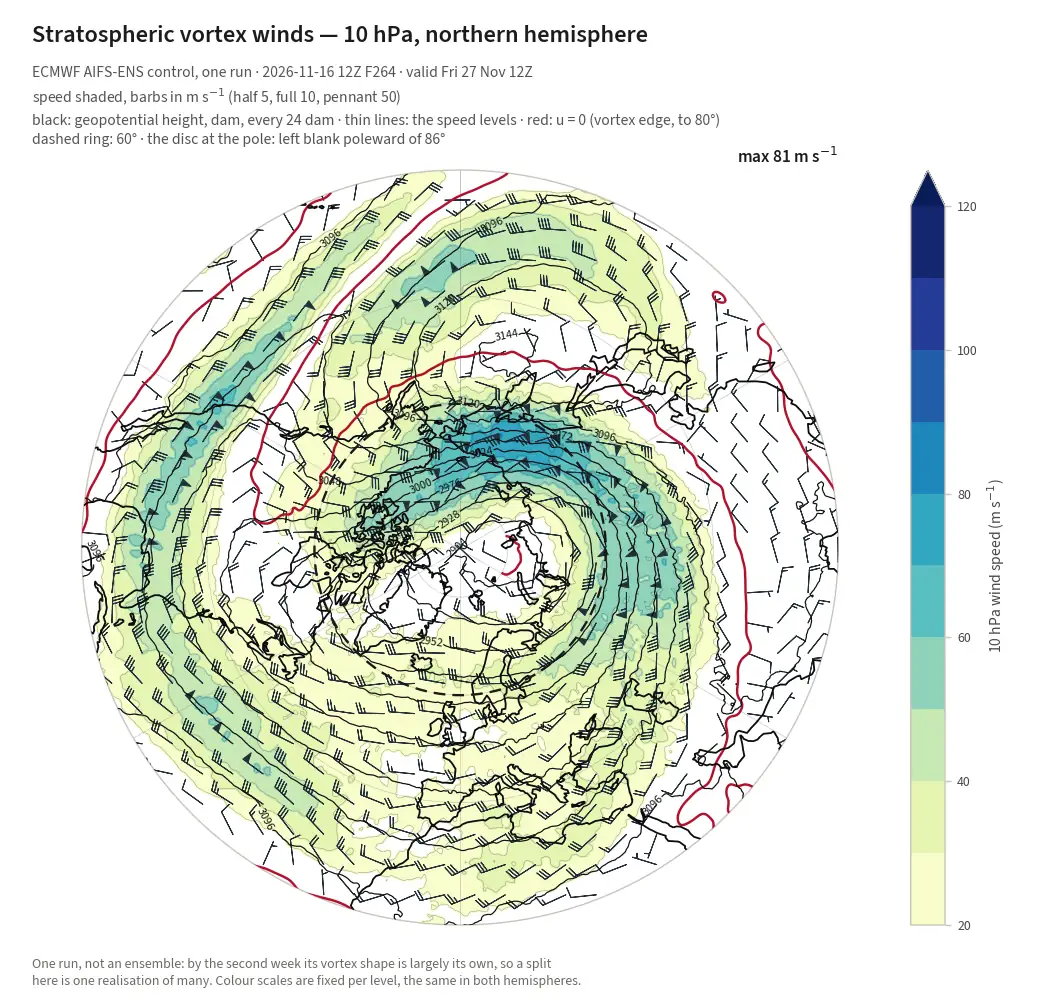 Stratospheric vortex winds — 10 hPa, northern hemisphere
ECMWF AIFS-ENS control, one run · 2026-11-16 12Z F264 · valid Fri 27 Nov 12Z
speed shaded, barbs in m s⁻¹ (half 5, full 10, pennant 50)
black: geopotential height, dam, every 24 dam · thin lines: the speed levels · red: u = 0 (vortex edge, to 80°)
dashed ring: 60° · the disc at the pole: left blank poleward of 86°
max 81 m s⁻¹
120
100
80
60
40
20
10 hPa wind speed (m s⁻¹)
3096
3096
3144
3120
3096
3000
2976
2928
2952
3096
3096
3096
One run, not an ensemble: by the second week its vortex shape is largely its own, so a split
here is one realisation of many. Colour scales are fixed per level, the same in both hemispheres.